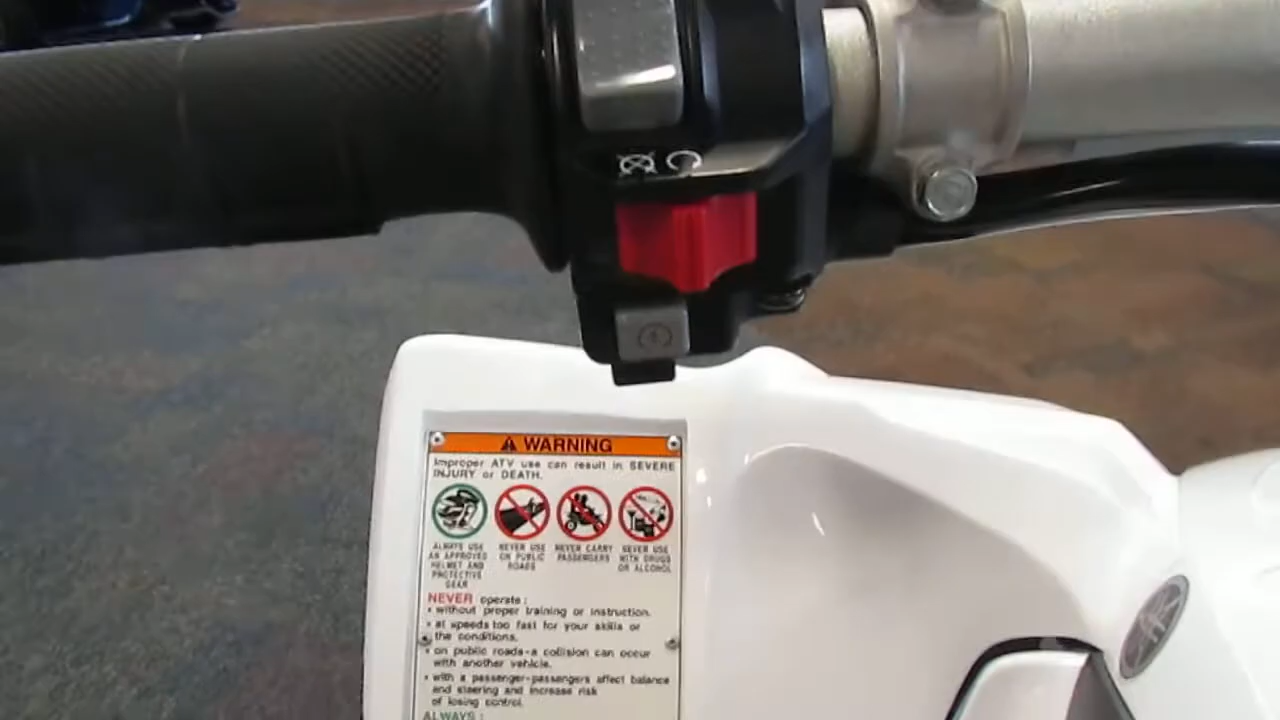 WARNING
Improper ATV use can result in SEVERE
INJURY or DEATH.
ALWAYS USE
AN APPROVED
HELMET AND
PROTECTIVE
GEAR
NEVER USE
ON PUBLIC
ROADS
NEVER CARRY
PASSENGERS
NEVER USE
WITH DRUGS
OR ALCOHOL
NEVER operate:
• without proper training or instruction.
• at speeds too fast for your skills or
the conditions.
• on public roads-a collision can occur
with another vehicle.
• with a passenger-passengers affect balance
and steering and increase risk
of losing control.
ALWAYS: